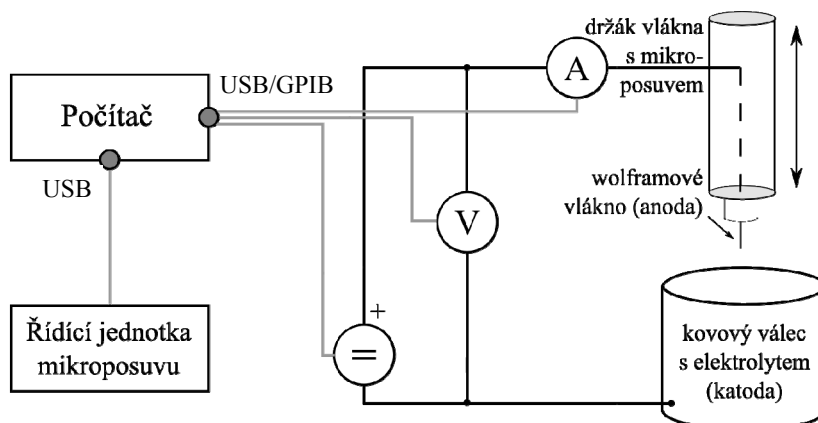 držák vlákna
s mikro-
posuvem
A
USB/GPIB
Počítač
USB
wolframové
vlákno (anoda)
V
+
=
Řídící jednotka
mikroposuvu
kovový válec
s elektrolytem
(katoda)